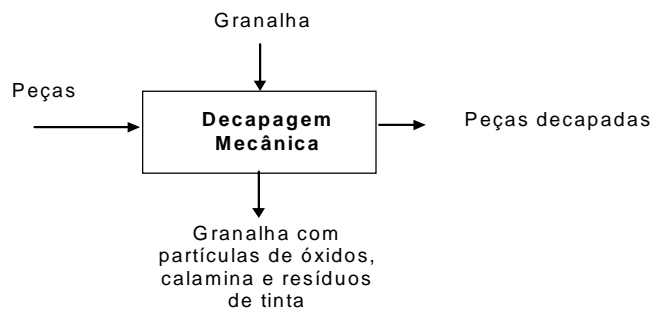 Granalha
Peças
Decapagem
Mecânica
Peças decapadas
Granalha com
partículas de óxidos,
calamina e resíduos
de tinta